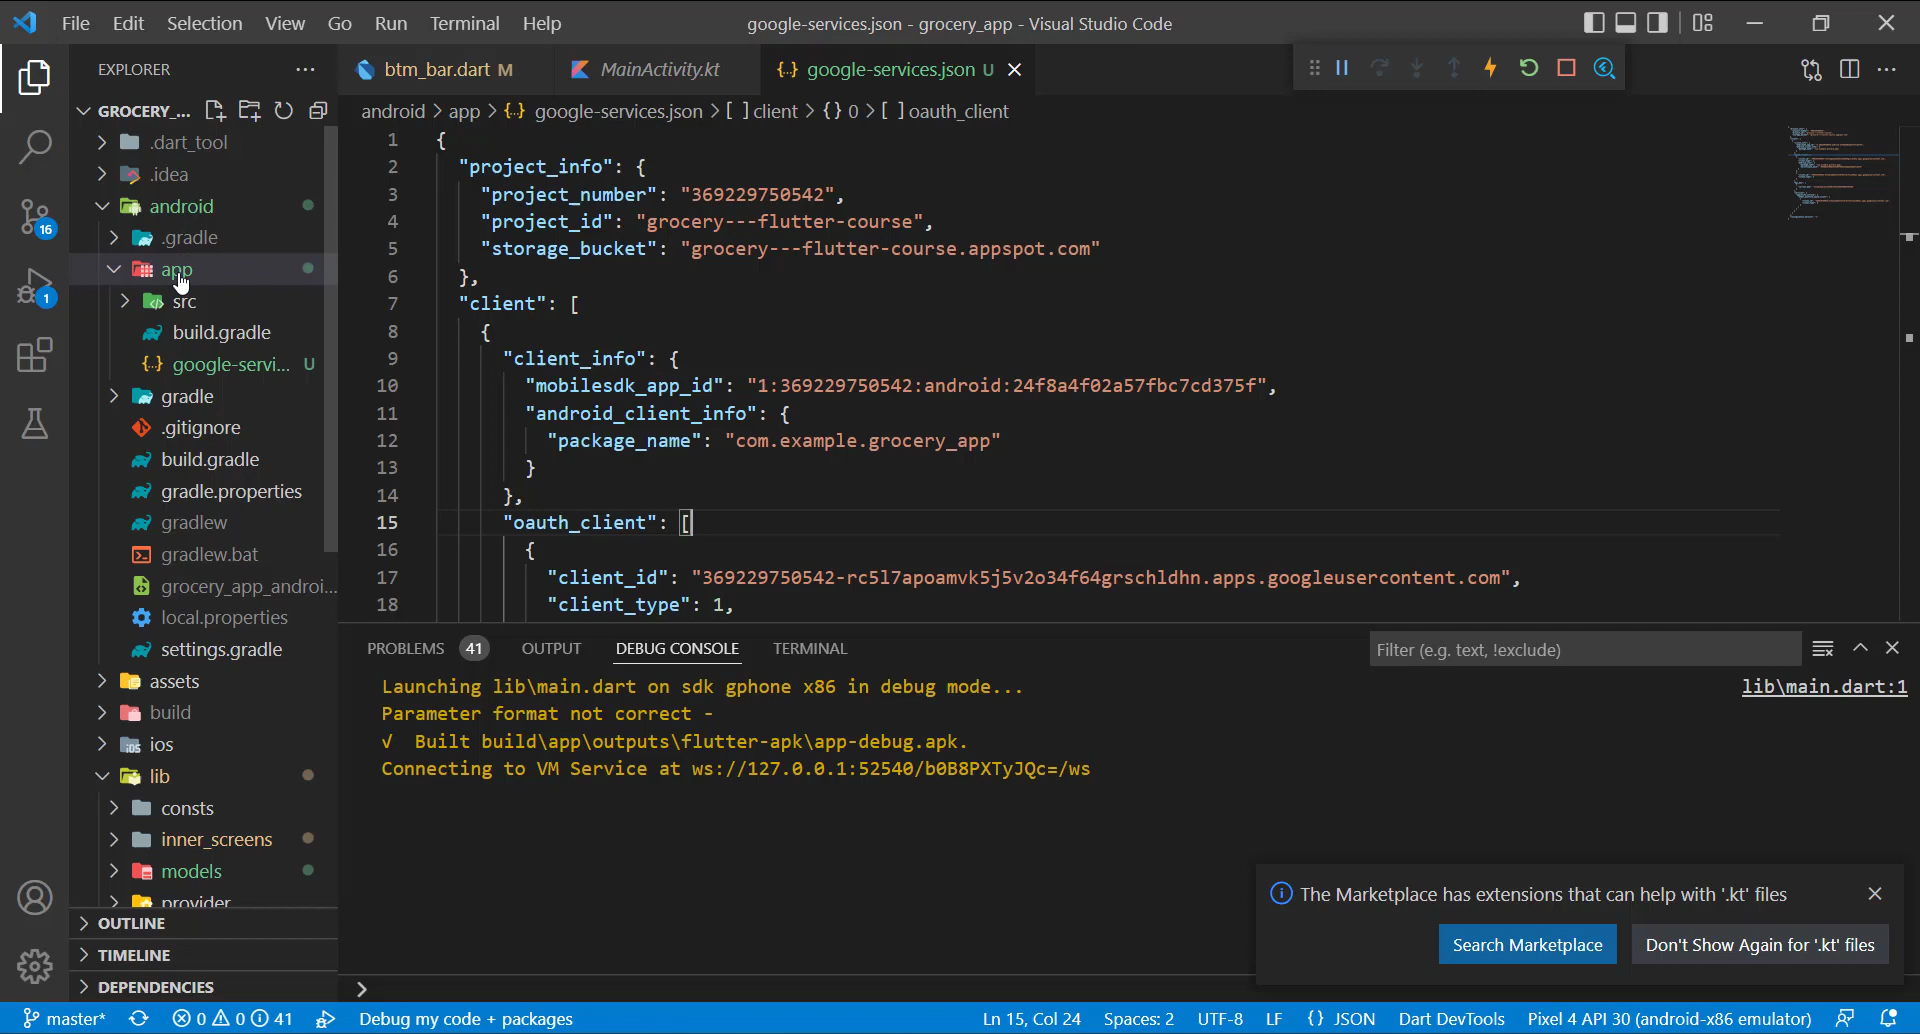 File Edit Selection View Go Run Terminal Help
google-services.json - grocery_app - Visual Studio Code
EXPLORER
GROCERY_...
.dart_tool
.idea
android
.gradle
app
src
build.gradle
google-servi... U
gradle
.gitignore
build.gradle
gradle.properties
gradlew
gradlew.bat
grocery_app_androi...
local.properties
settings.gradle
assets
build
ios
lib
consts
inner_screens
models
provider
OUTLINE
TIMELINE
DEPENDENCIES
16
1
btm_bar.dart M
MainActivity.kt
{..} google-services.json U
android > app > {..} google-services.json > [ ] client > {} 0 > [ ] oauth_client
1 {
2 "project_info": {
3 "project_number": "369229750542",
4 "project_id": "grocery---flutter-course",
5 "storage_bucket": "grocery---flutter-course.appspot.com"
6 },
7 "client": [
8 {
9 "client_info": {
10 "mobilesdk_app_id": "1:369229750542:android:24f8a4f02a57fbc7cd375f",
11 "android_client_info": {
12 "package_name": "com.example.grocery_app"
13 }
14 },
15 "oauth_client": [
16 {
17 "client_id": "369229750542-rc5l7apoamvk5j5v2o34f64grschldhn.apps.googleusercontent.com",
18 "client_type": 1,
PROBLEMS 41 OUTPUT DEBUG CONSOLE TERMINAL
Filter (e.g. text, !exclude)
Launching lib\main.dart on sdk gphone x86 in debug mode...
lib\main.dart:1
Parameter format not correct -
√ Built build\app\outputs\flutter-apk\app-debug.apk.
Connecting to VM Service at ws://127.0.0.1:52540/b0B8PXTyJQc=/ws
The Marketplace has extensions that can help with '.kt' files
Search Marketplace
Don't Show Again for '.kt' files
master* 0 0 41 Debug my code + packages Ln 15, Col 24 Spaces: 2 UTF-8 LF {} JSON Dart DevTools Pixel 4 API 30 (android-x86 emulator)